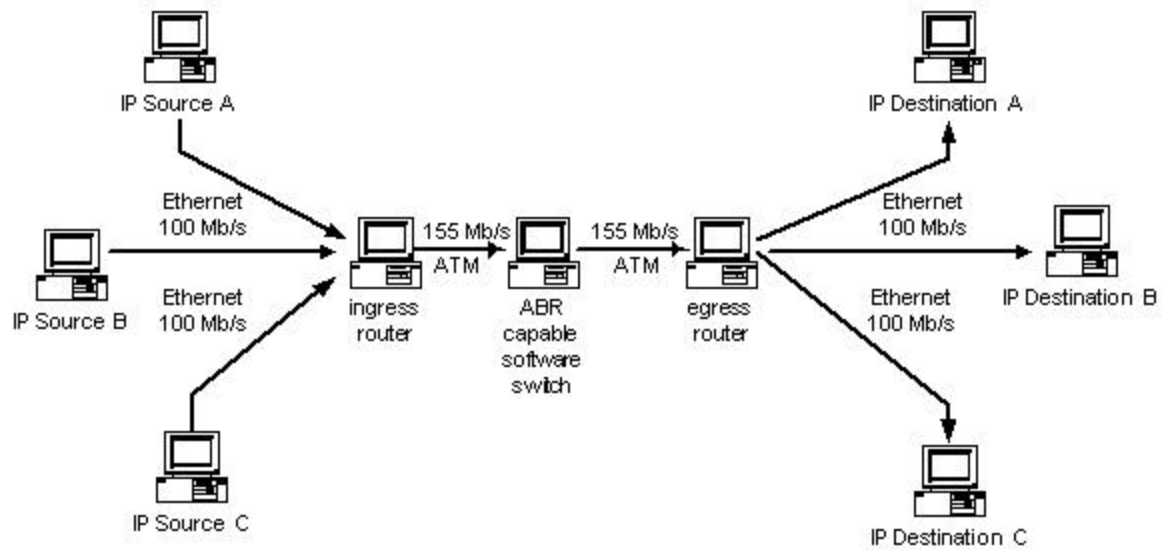 IP Source A
IP Destination A
Ethernet
100 Mb/s
Ethernet
100 Mb/s
155 Mb/s
ATM
155 Mb/s
ATM
IP Source B
Ethernet
100 Mb/s
ingress
router
ABR
capable
software
switch
egress
router
Ethernet
100 Mb/s
IP Destination B
IP Source C
IP Destination C